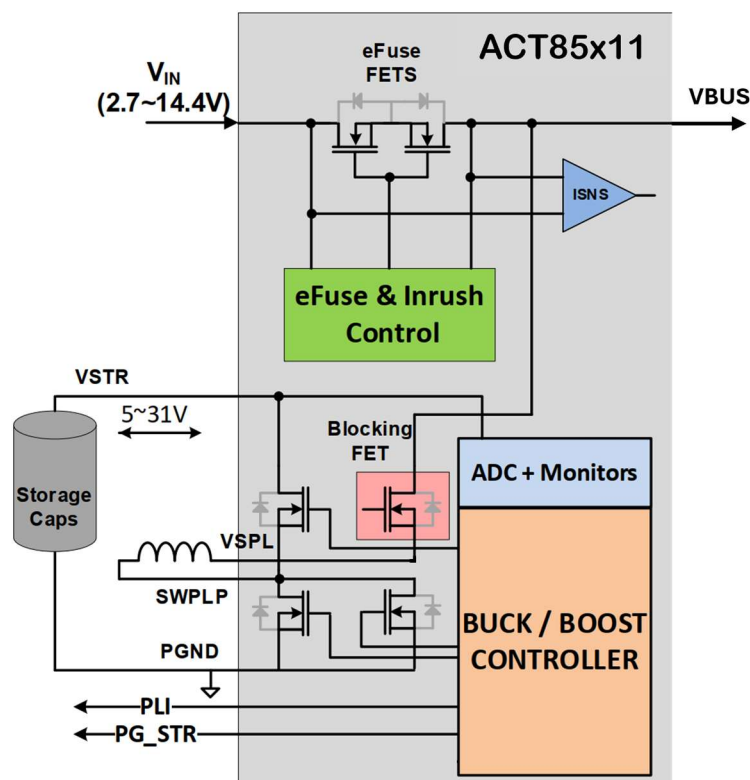 ACT85x11
eFuse
FETS
VIN
(2.7~14.4V)
VBUS
ISNS
eFuse & Inrush
Control
VSTR
5~31V
Blocking
FET
ADC + Monitors
Storage
Caps
VSPL
SWPLP
BUCK / BOOST
CONTROLLER
PGND
PLI
PG_STR